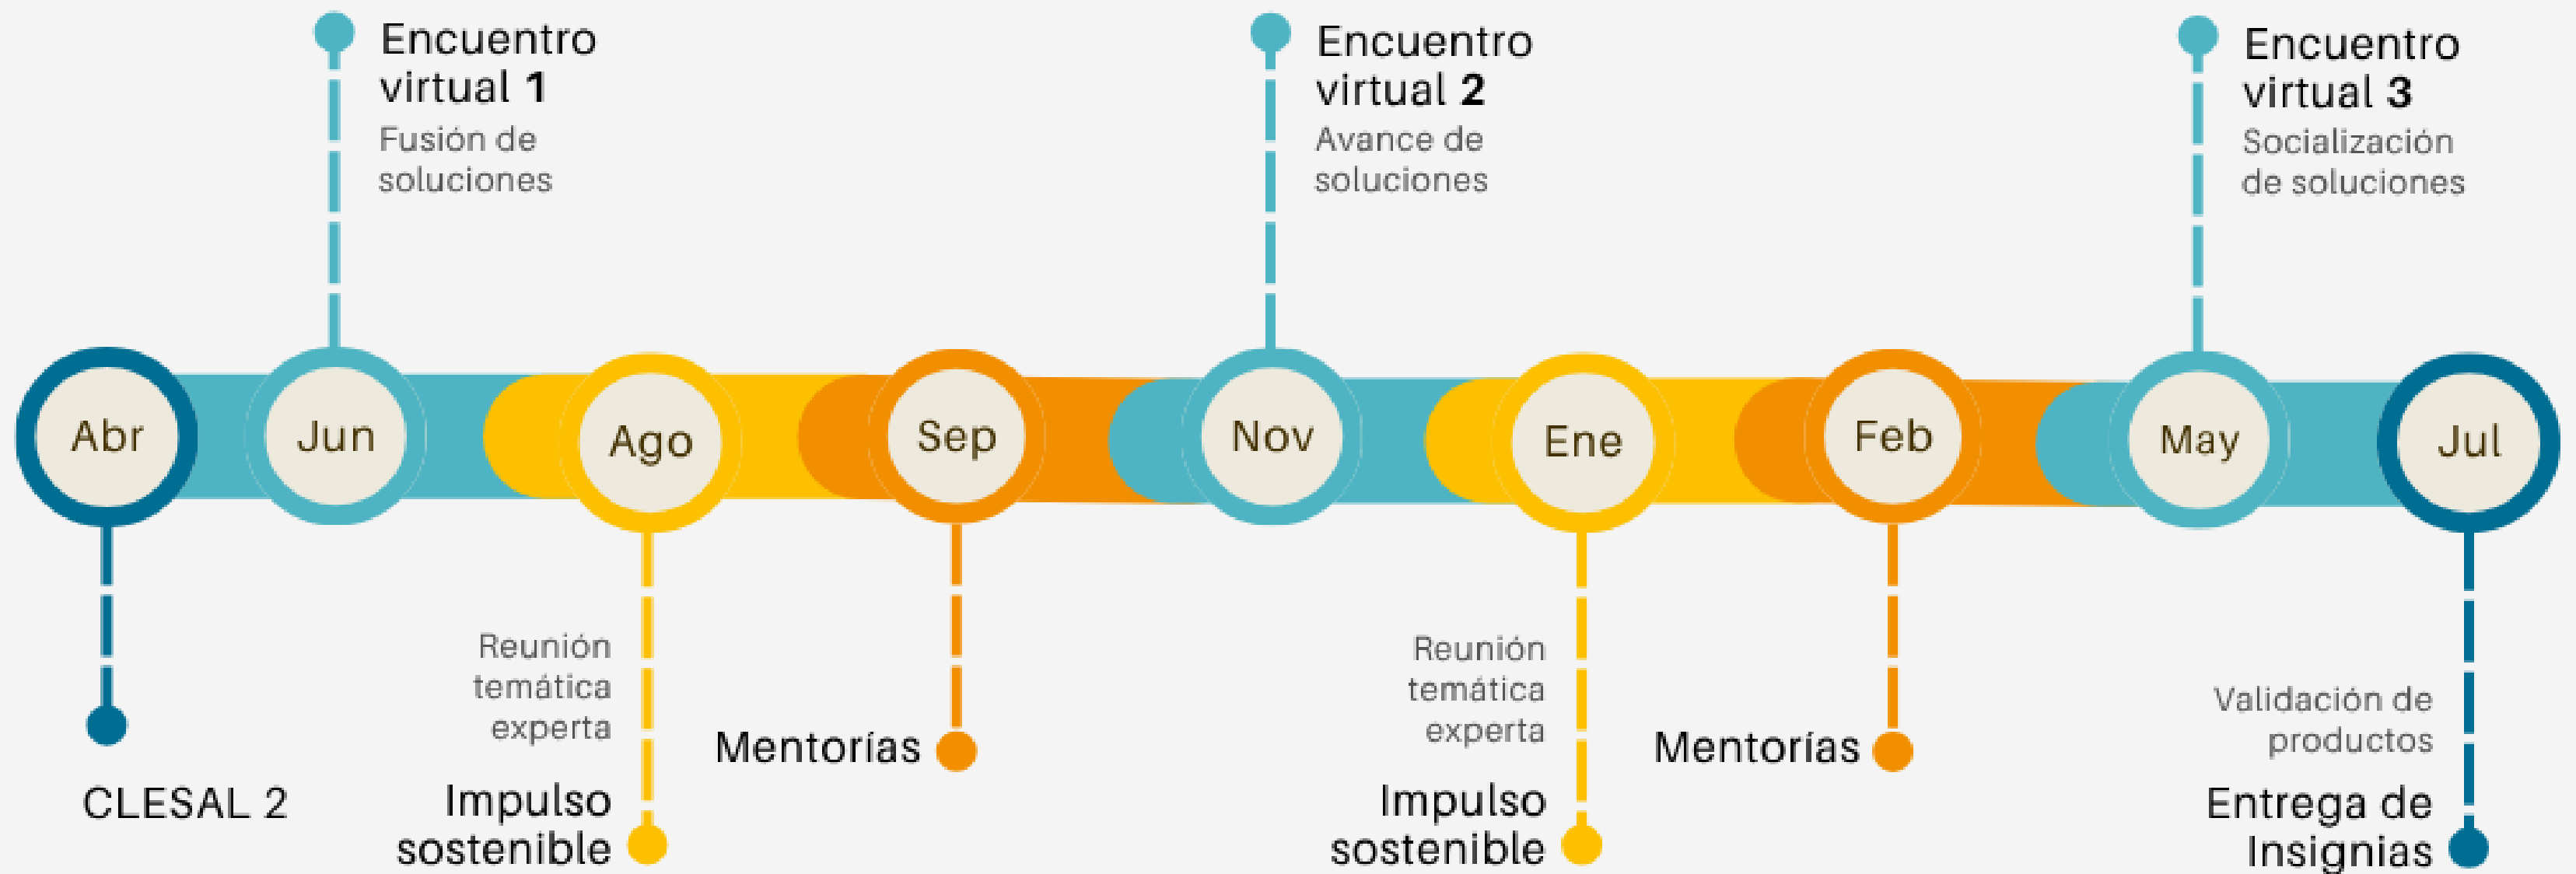 Encuentro
virtual 1
Fusión de
soluciones
Encuentro
virtual 2
Avance de
soluciones
Encuentro
virtual 3
Socialización
de soluciones
Abr
Jun
Ago
Sep
Nov
Ene
Feb
May
Jul
CLESAL 2
Reunión
temática
experta
Impulso
sostenible
Mentorías
Reunión
temática
experta
Impulso
sostenible
Mentorías
Validación de
productos
Entrega de
Insignias